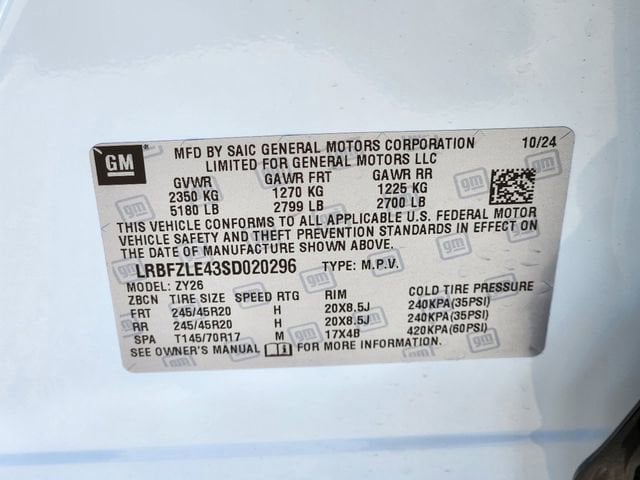 GM
MFD BY SAIC GENERAL MOTORS CORPORATION 10/24
LIMITED FOR GENERAL MOTORS LLC
GVWR GAWR FRT GAWR RR
2350 KG 1270 KG 1225 KG
5180 LB 2799 LB 2700 LB
THIS VEHICLE CONFORMS TO ALL APPLICABLE U.S. FEDERAL MOTOR
VEHICLE SAFETY AND THEFT PREVENTION STANDARDS IN EFFECT ON
THE DATE OF MANUFACTURE SHOWN ABOVE.
LRBFZLE43SD020296 TYPE: M.P.V.
MODEL: ZY26
ZBCN TIRE SIZE SPEED RTG RIM COLD TIRE PRESSURE
FRT 245/45R20 H 20X8.5J 240KPA(35PSI)
RR 245/45R20 H 20X8.5J 240KPA(35PSI)
SPA T145/70R17 M 17X4B 420KPA(60PSI)
SEE OWNER'S MANUAL FOR MORE INFORMATION.